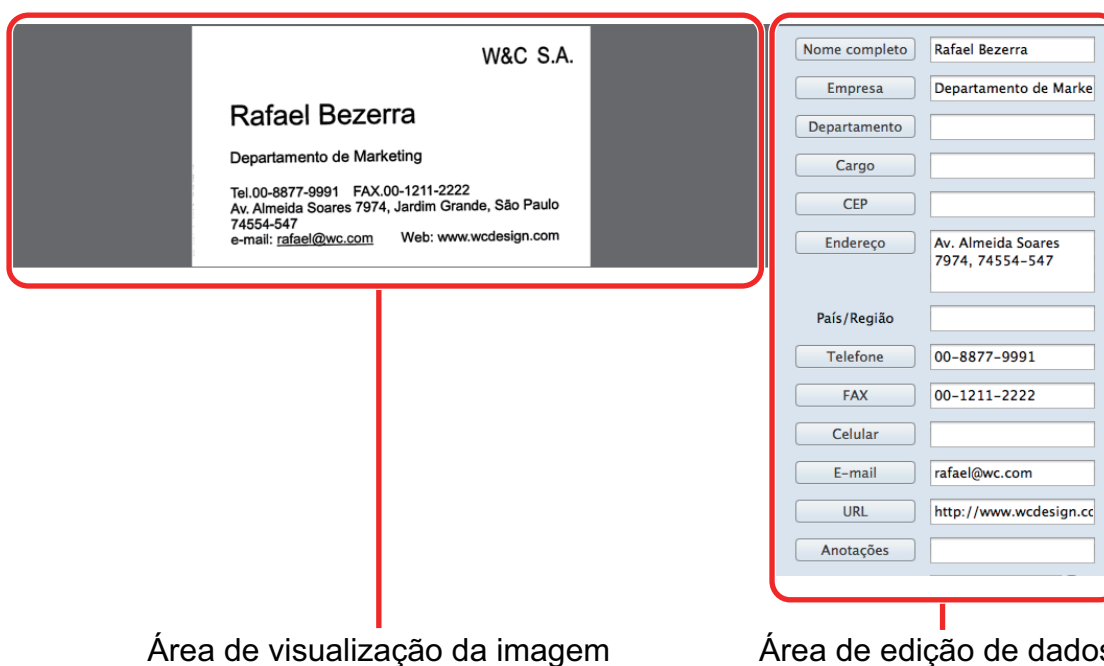 W&C S.A.
Rafael Bezerra
Departamento de Marketing
Tel.00-8877-9991 FAX.00-1211-2222
Av. Almeida Soares 7974, Jardim Grande, São Paulo
74554-547
e-mail: rafael@wc.com Web: www.wcdesign.com
Nome completo Rafael Bezerra
Empresa Departamento de Marke
Departamento
Cargo
CEP
Endereço Av. Almeida Soares
7974, 74554-547
País/Região
Telefone 00-8877-9991
FAX 00-1211-2222
Celular
E-mail rafael@wc.com
URL http://www.wcdesign.cc
Anotações
Área de visualização da imagem
Área de edição de dados